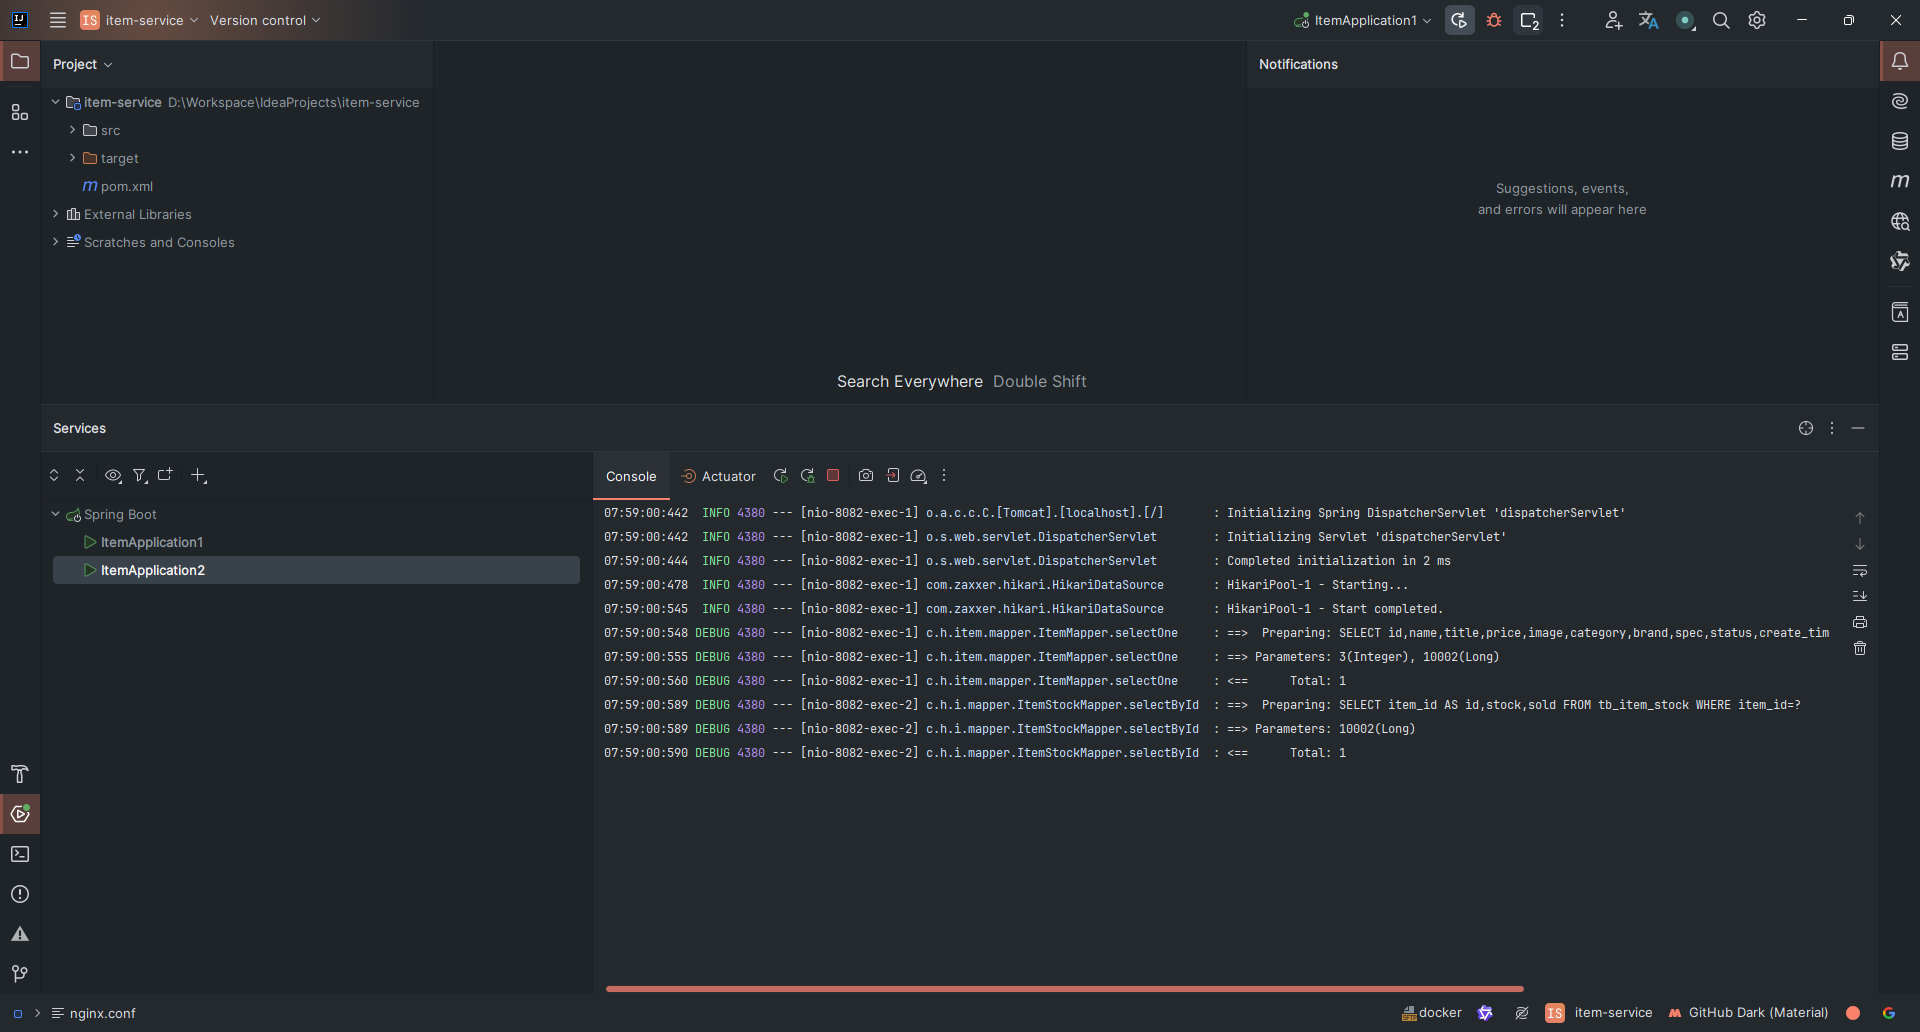 IS item-service Version control ItemApplication1
Project
item-service D:\Workspace\IdeaProjects\item-service
src
target
pom.xml
External Libraries
Scratches and Consoles
Search Everywhere Double Shift
Notifications
Suggestions, events,
and errors will appear here
Services
Spring Boot
ItemApplication1
ItemApplication2
Console Actuator
07:59:00:442  INFO 4380 --- [nio-8082-exec-1] o.a.c.c.C.[Tomcat].[localhost].[/]       : Initializing Spring DispatcherServlet 'dispatcherServlet'
07:59:00:442  INFO 4380 --- [nio-8082-exec-1] o.s.web.servlet.DispatcherServlet        : Initializing Servlet 'dispatcherServlet'
07:59:00:444  INFO 4380 --- [nio-8082-exec-1] o.s.web.servlet.DispatcherServlet        : Completed initialization in 2 ms
07:59:00:478  INFO 4380 --- [nio-8082-exec-1] com.zaxxer.hikari.HikariDataSource       : HikariPool-1 - Starting...
07:59:00:545  INFO 4380 --- [nio-8082-exec-1] com.zaxxer.hikari.HikariDataSource       : HikariPool-1 - Start completed.
07:59:00:548 DEBUG 4380 --- [nio-8082-exec-1] c.h.item.mapper.ItemMapper.selectOne     : ==>  Preparing: SELECT id,name,title,price,image,category,brand,spec,status,create_tim
07:59:00:555 DEBUG 4380 --- [nio-8082-exec-1] c.h.item.mapper.ItemMapper.selectOne     : ==> Parameters: 3(Integer), 10002(Long)
07:59:00:560 DEBUG 4380 --- [nio-8082-exec-1] c.h.item.mapper.ItemMapper.selectOne     : <==      Total: 1
07:59:00:589 DEBUG 4380 --- [nio-8082-exec-2] c.h.i.mapper.ItemStockMapper.selectById  : ==>  Preparing: SELECT item_id AS id,stock,sold FROM tb_item_stock WHERE item_id=?
07:59:00:589 DEBUG 4380 --- [nio-8082-exec-2] c.h.i.mapper.ItemStockMapper.selectById  : ==> Parameters: 10002(Long)
07:59:00:590 DEBUG 4380 --- [nio-8082-exec-2] c.h.i.mapper.ItemStockMapper.selectById  : <==      Total: 1
nginx.conf docker IS item-service GitHub Dark (Material)